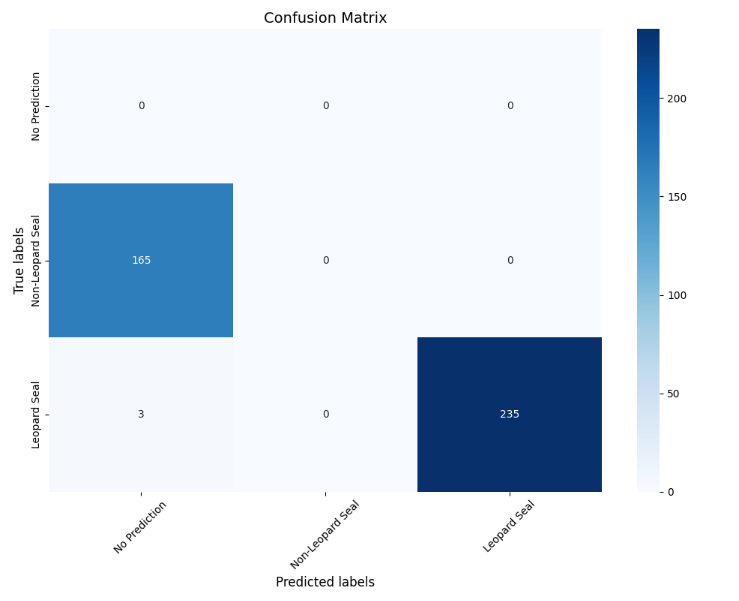 Confusion Matrix
True labels
No Prediction
Non-Leopard Seal
Leopard Seal
0 0 0
165 0 0
3 0 235
No Prediction
Non-Leopard Seal
Leopard Seal
Predicted labels
200
150
100
50
0